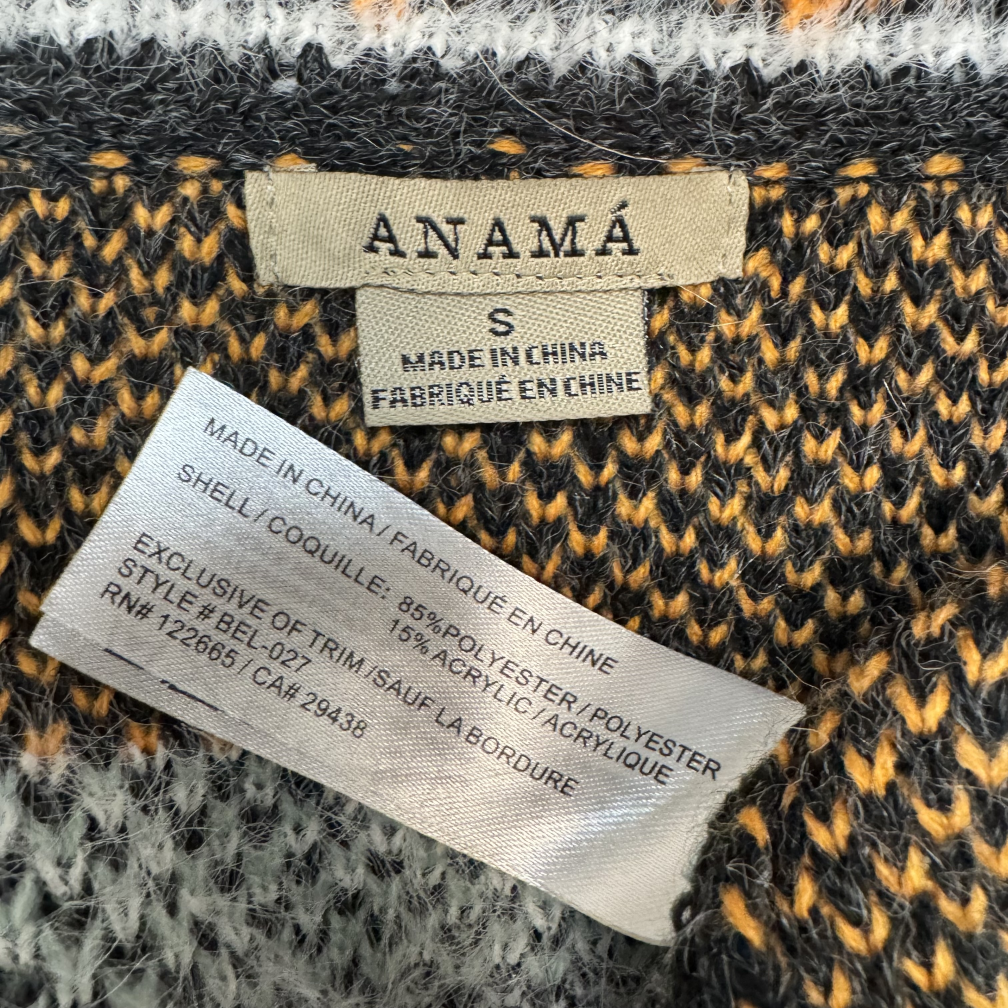 ANAMÁ
S
MADE IN CHINA
FABRIQUÉ EN CHINE
MADE IN CHINA / FABRIQUÉ EN CHINE
SHELL / COQUILLE: 85%POLYESTER / POLYESTER
15% ACRYLIC / ACRYLIQUE
EXCLUSIVE OF TRIM /SAUF LA BORDURE
STYLE # BEL-027
RN# 122665 / CA# 29438